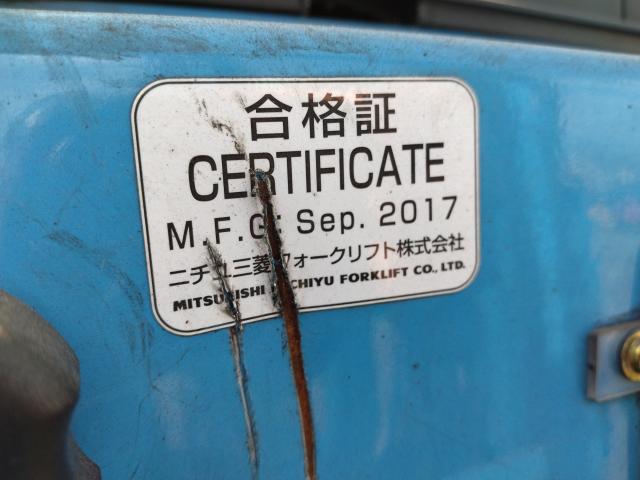 合格証
CERTIFICATE
M.F.G: Sep. 2017
ニチユ三菱フォークリフト株式会社
MITSUBISHI NICHIYU FORKLIFT CO., LTD.